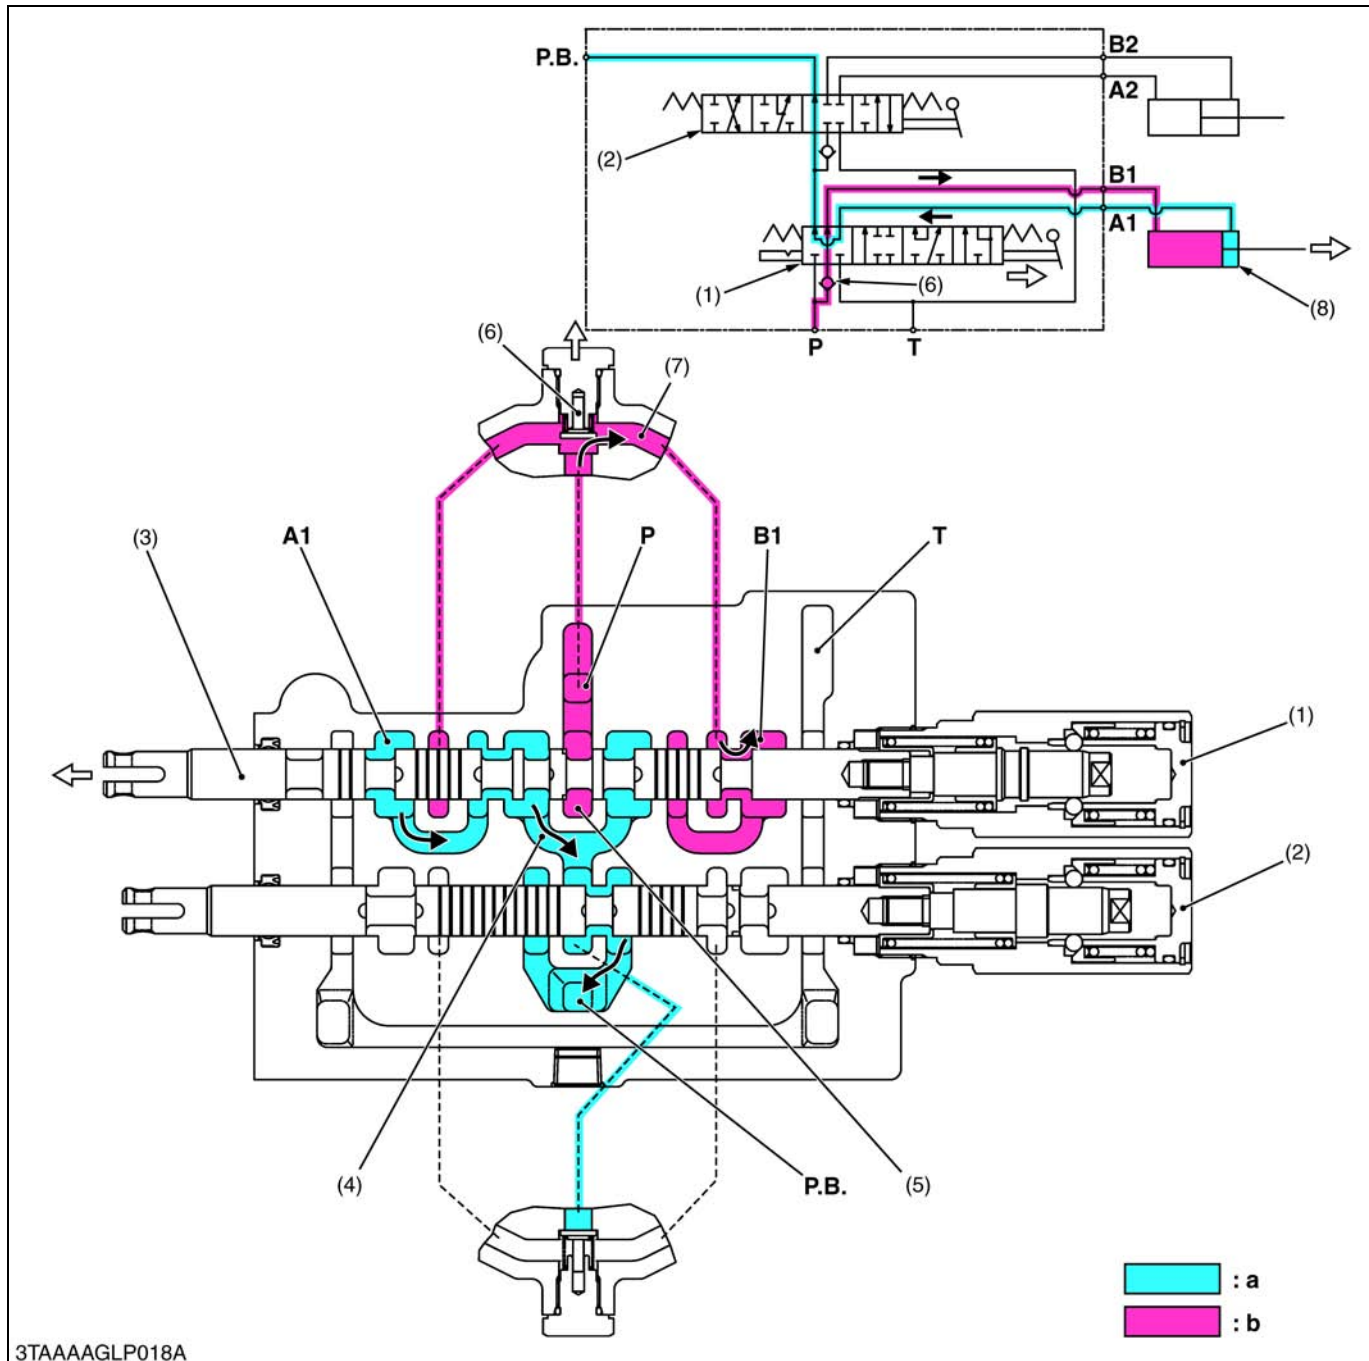 B2
P.B.
A2
(2)
B1
A1
(1)
(6)
(8)
P
T
(6)
(7)
(3)
A1
P
B1
T
(1)
(2)
(4)
P.B.
(5)
: a
: b
3TAAAAGLP018A